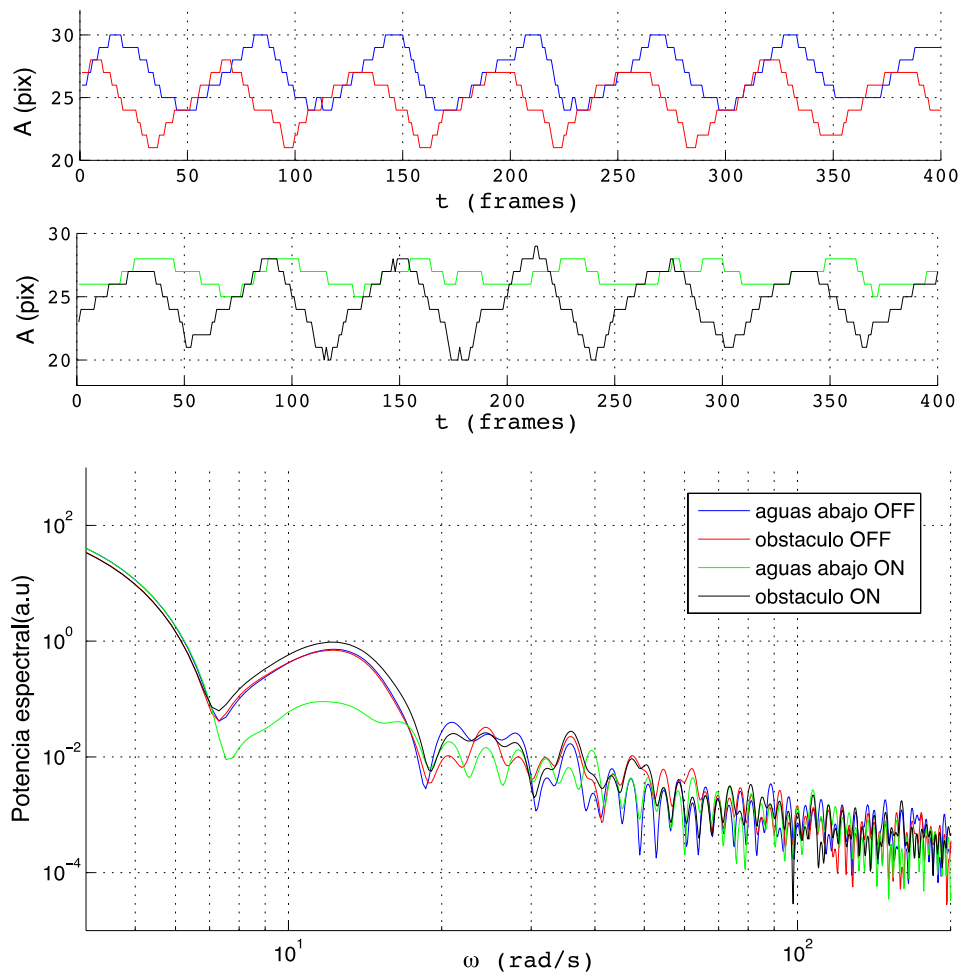 30
25
20
A (pix)
0 50 100 150 200 250 300 350 400
t (frames)
30
25
20
A (pix)
0 50 100 150 200 250 300 350 400
t (frames)
10^2
10^0
10^-2
10^-4
Potencia espectral(a.u)
aguas abajo OFF
obstaculo OFF
aguas abajo ON
obstaculo ON
10^1 10^2
ω (rad/s)